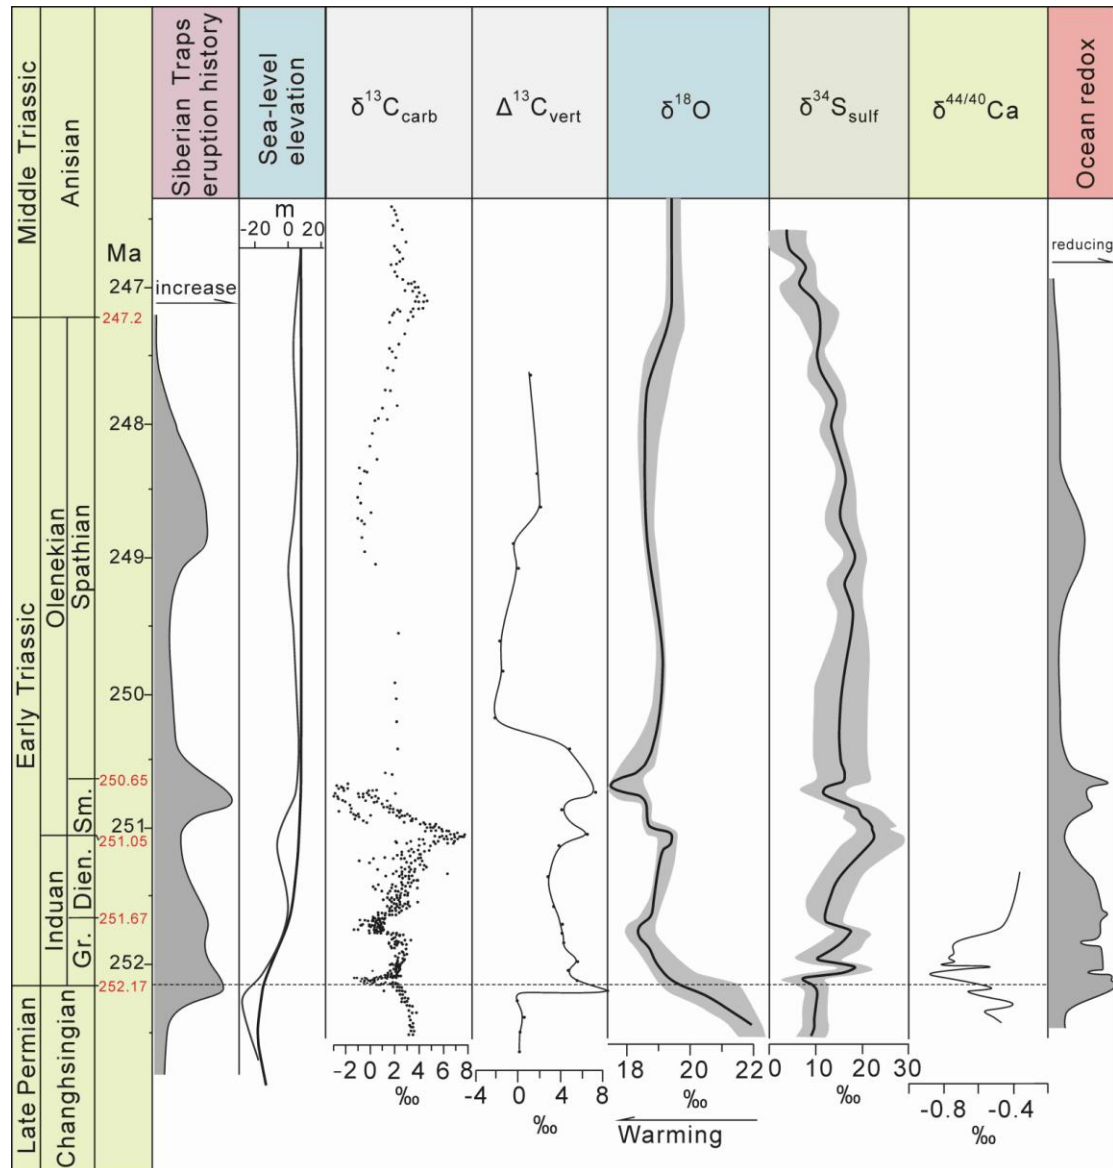 Middle Triassic
Anisian
Siberian Traps
eruption history
Sea-level
elevation
δ13Ccarb
Δ13Cvert
δ18O
δ34Ssulf
δ44/40Ca
Ocean redox
m
-20 0 20
Ma
increase
reducing
247
247.2
248
249
250
250.65
251
251.05
251.67
252
252.17
Early Triassic
Olenekian
Spathian
Sm.
Induan
Dien.
Gr.
Late Permian
Changhsingian
-2 0 2 4 6 8
‰
-4 0 4 8
‰
18 20 22
Warming
0 10 20 30
‰
-0.8 -0.4
‰